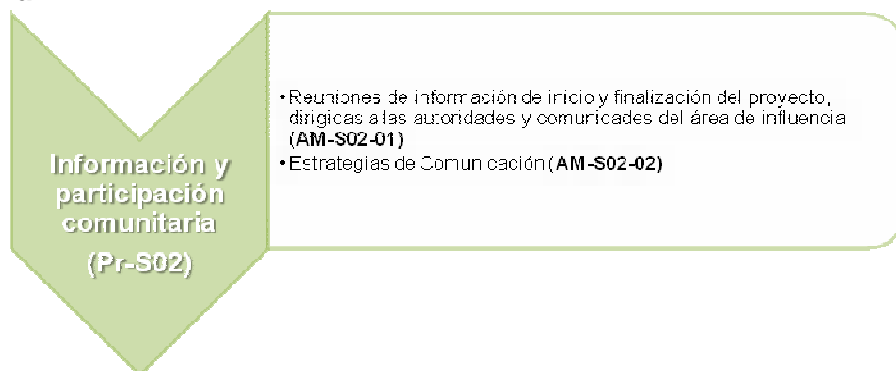 Información y
participación
comunitaria
(Pr-S02)
• Reuniones de información de inicio y finalización del proyecto,
dirigidas a las autoridades y comunidades del área de influencia
(AM-S02-01)
• Estrategias de Comunicación (AM-S02-02)